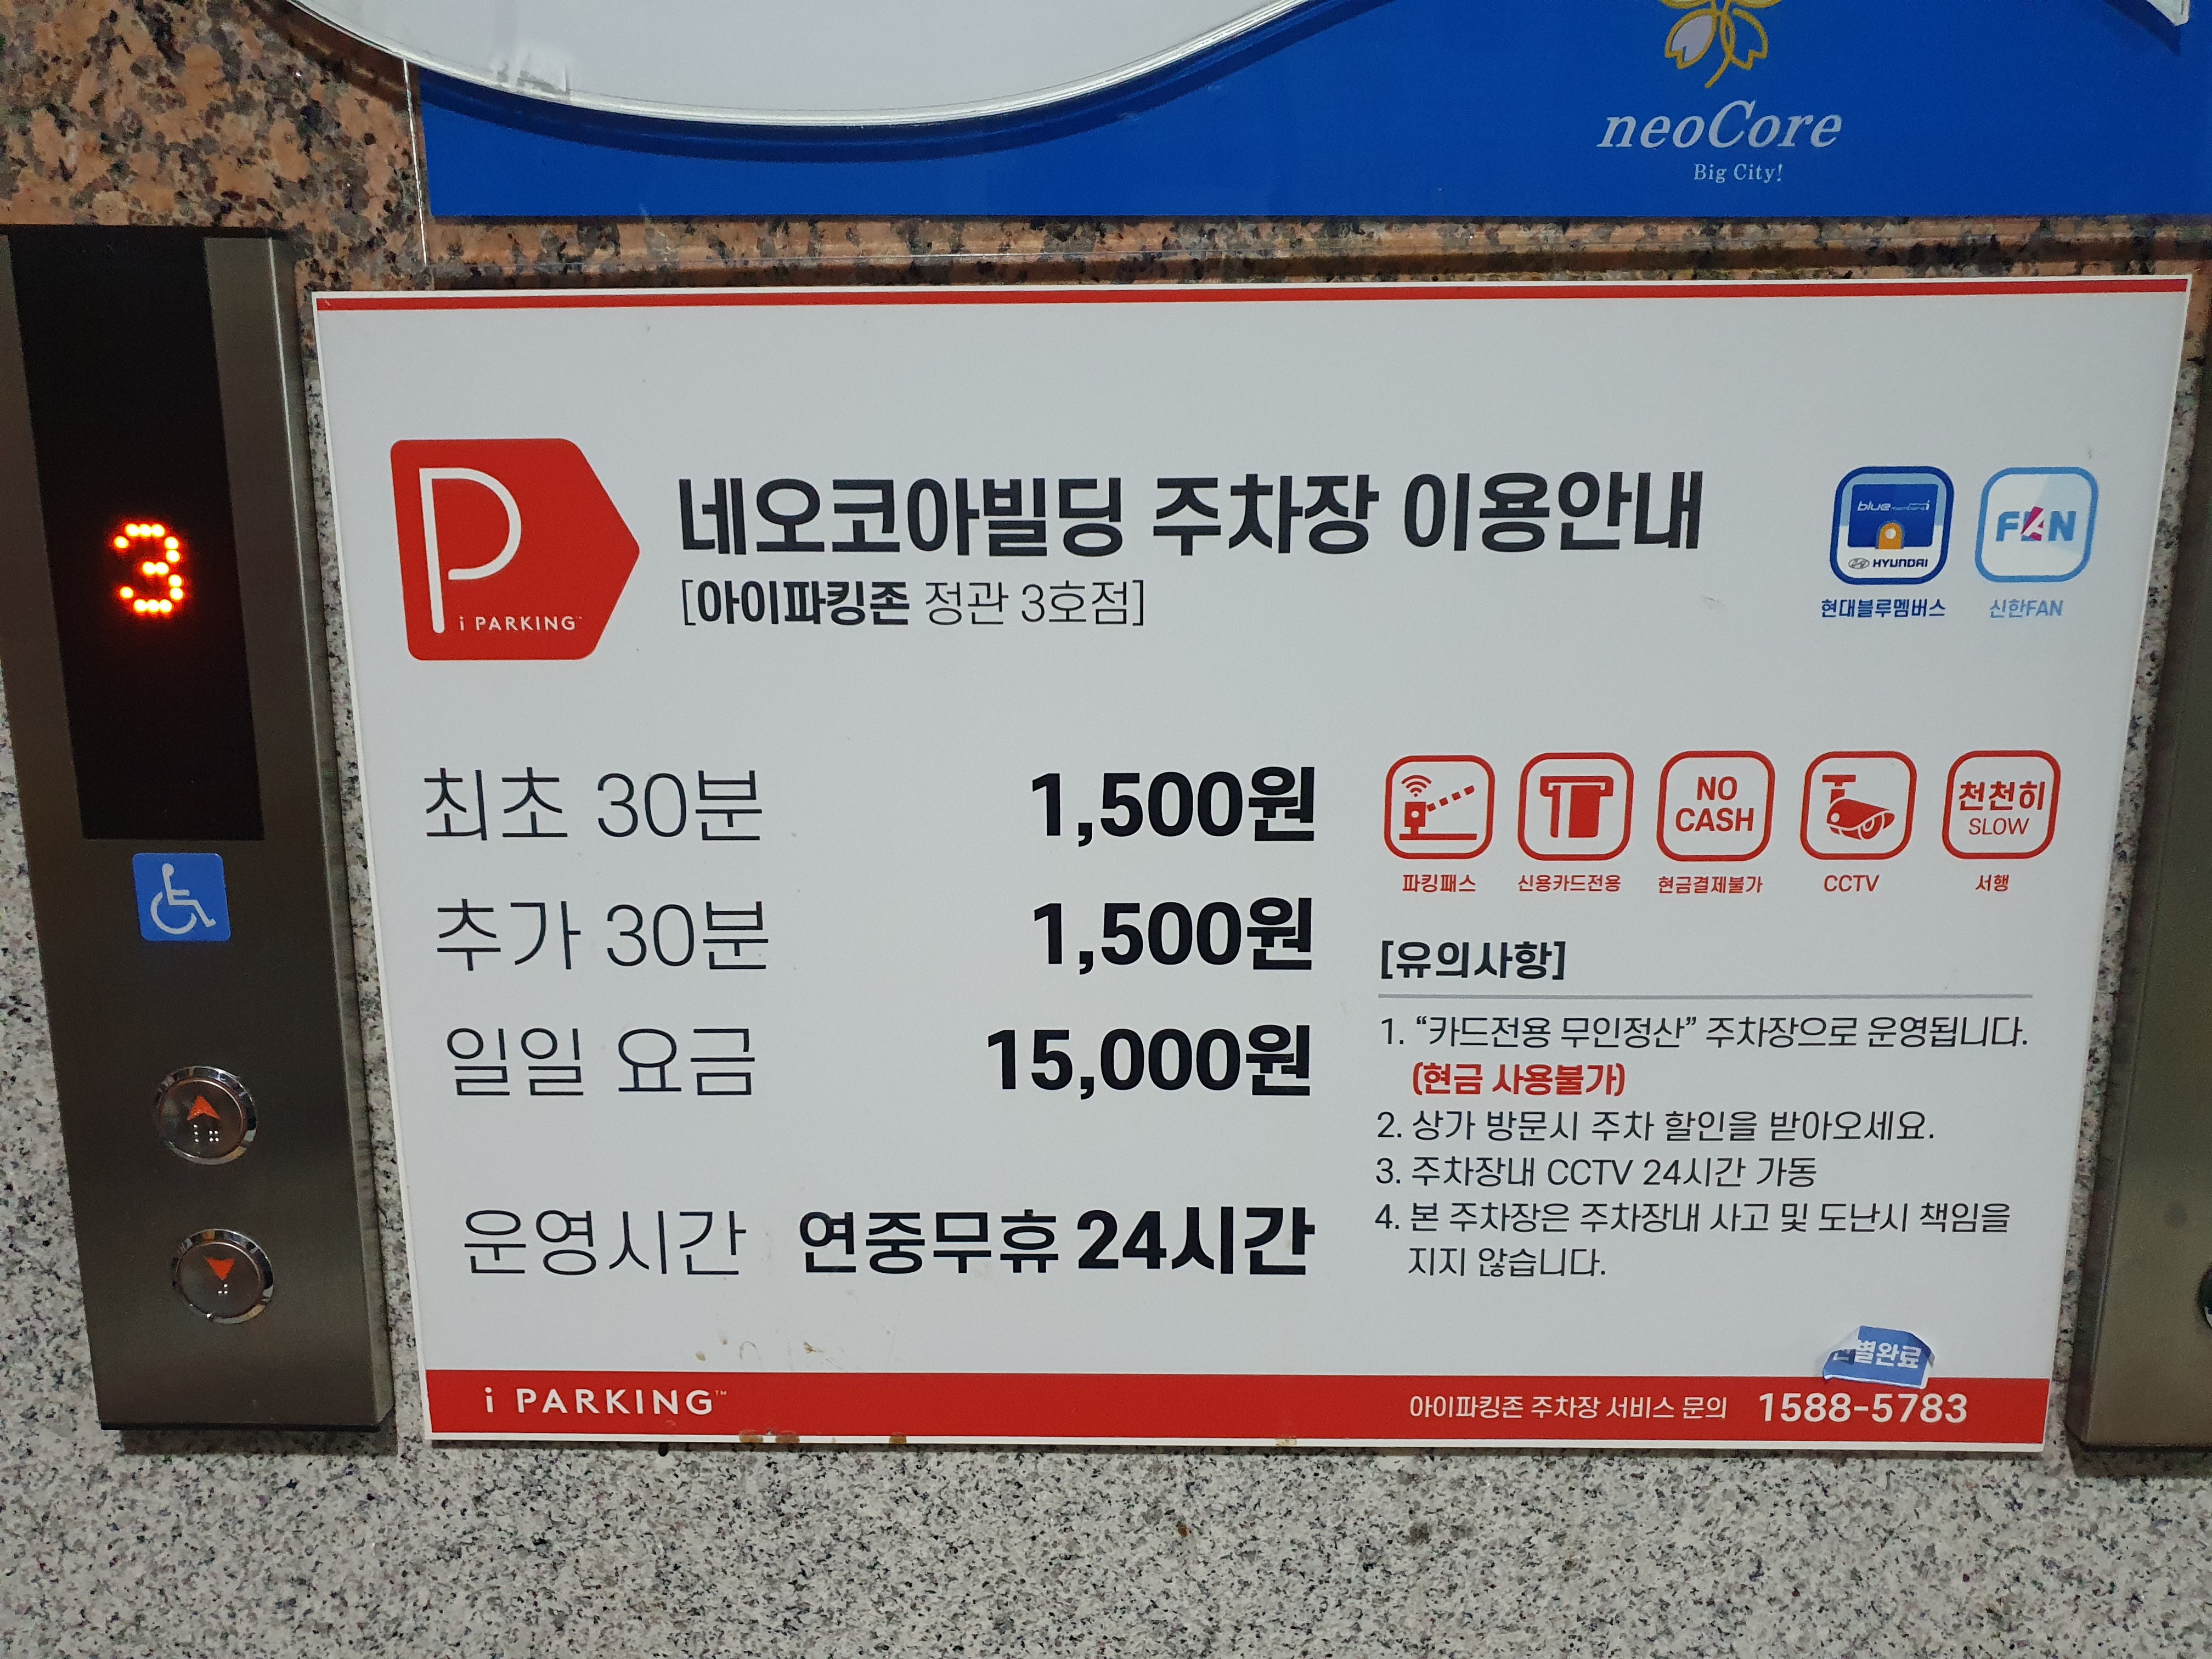 neoCore
Big City!
3
P
i PARKING™
네오코아빌딩 주차장 이용안내
[아이파킹존 정관 3호점]
blue members
HYUNDAI
현대블루멤버스
FAN
신한FAN
최초 30분 1,500원
추가 30분 1,500원
일일 요금 15,000원
운영시간 연중무휴 24시간
파킹패스
신용카드전용
NO CASH
현금결제불가
CCTV
천천히
SLOW
서행
[유의사항]
1. “카드전용 무인정산” 주차장으로 운영됩니다.
(현금 사용불가)
2. 상가 방문시 주차 할인을 받아오세요.
3. 주차장내 CCTV 24시간 가동
4. 본 주차장은 주차장내 사고 및 도난시 책임을
지지 않습니다.
별완료
i PARKING™
아이파킹존 주차장 서비스 문의 1588-5783